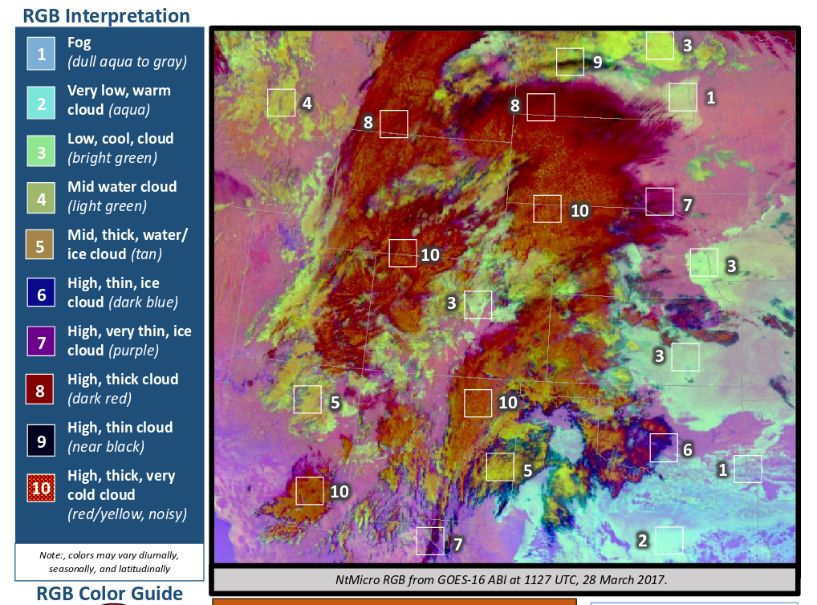 RGB Interpretation
1 Fog
(dull aqua to gray)
2 Very low, warm
cloud (aqua)
3 Low, cool, cloud
(bright green)
4 Mid water cloud
(light green)
5 Mid, thick, water/
ice cloud (tan)
6 High, thin, ice
cloud (dark blue)
7 High, very thin, ice
cloud (purple)
8 High, thick cloud
(dark red)
9 High, thin cloud
(near black)
10 High, thick, very
cold cloud
(red/yellow, noisy)
Note:, colors may vary diurnally,
seasonally, and latitudinally
RGB Color Guide
3
9
1
4
8
8
7
10
10
3
3
3
5
10
6
5
1
10
7
2
NtMicro RGB from GOES-16 ABI at 1127 UTC, 28 March 2017.